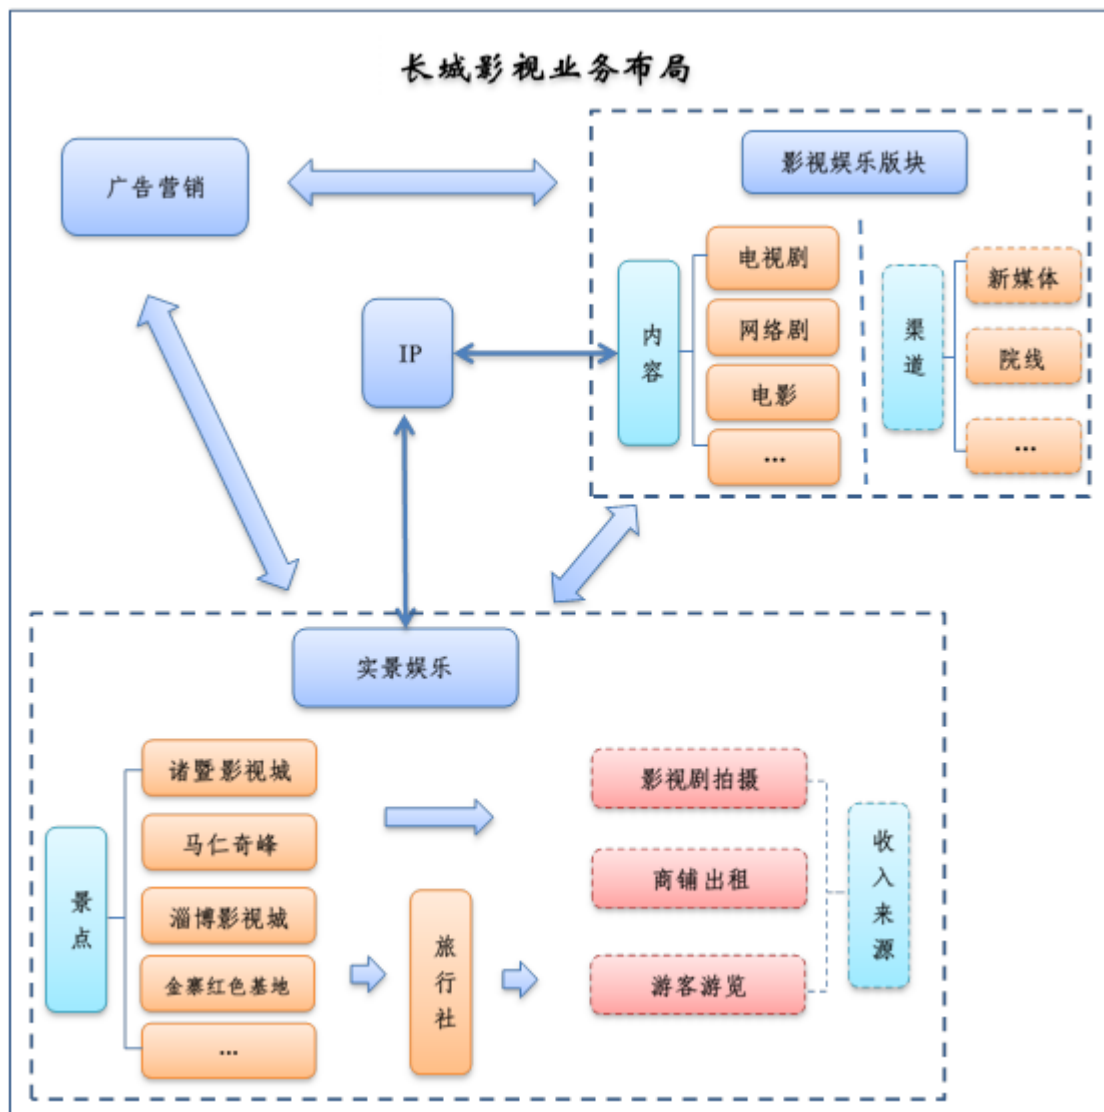 长城影视业务布局
广告营销
影视娱乐版块
IP
内容
电视剧
网络剧
电影
...
渠道
新媒体
院线
...
实景娱乐
景点
诸暨影视城
马仁奇峰
淄博影视城
金寨红色基地
...
旅行社
影视剧拍摄
商铺出租
游客游览
收入来源